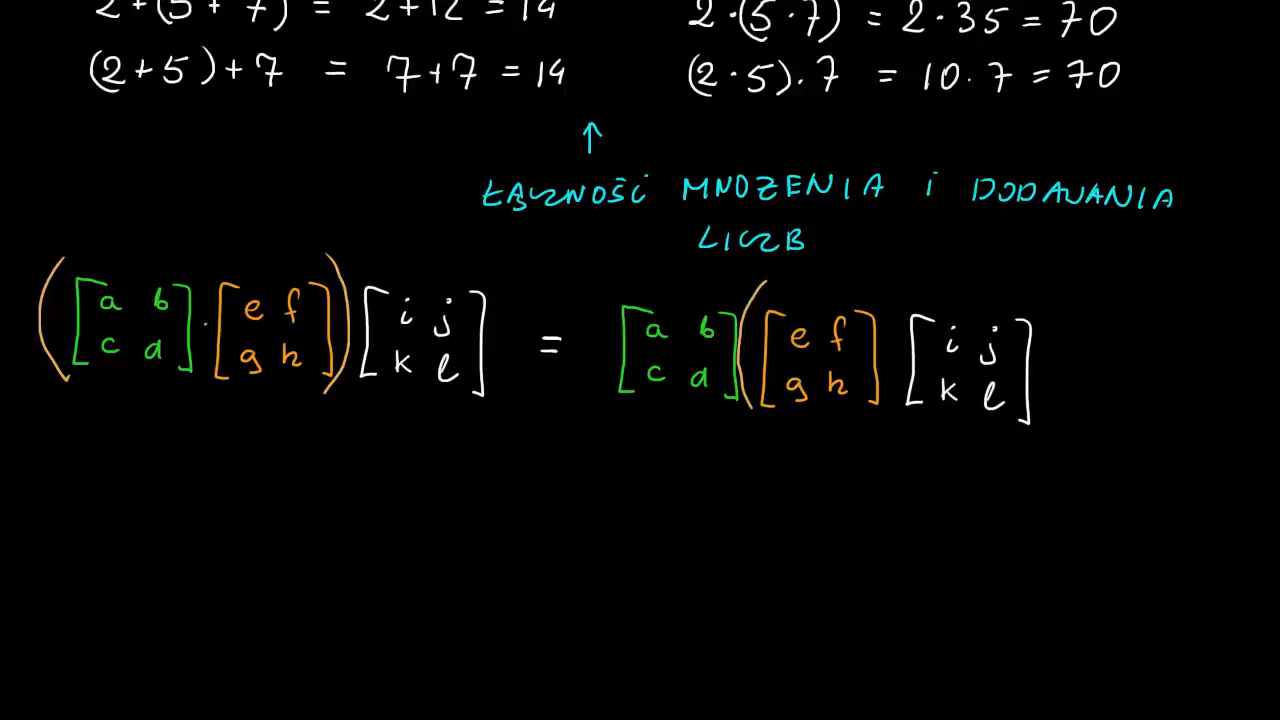 2+(5+7) = 2+12 = 14
2·(5·7) = 2·35 = 70
(2+5)+7 = 7+7 = 14
(2·5)·7 = 10·7 = 70
↑
ŁĄCZNOŚĆ MNOZENIA i DODAWANIA
LICZB
([a b] · [e f]) [i j] = [a b] ([e f] [i j]
[c d] [g h] [k l] [c d] [g h] [k l]